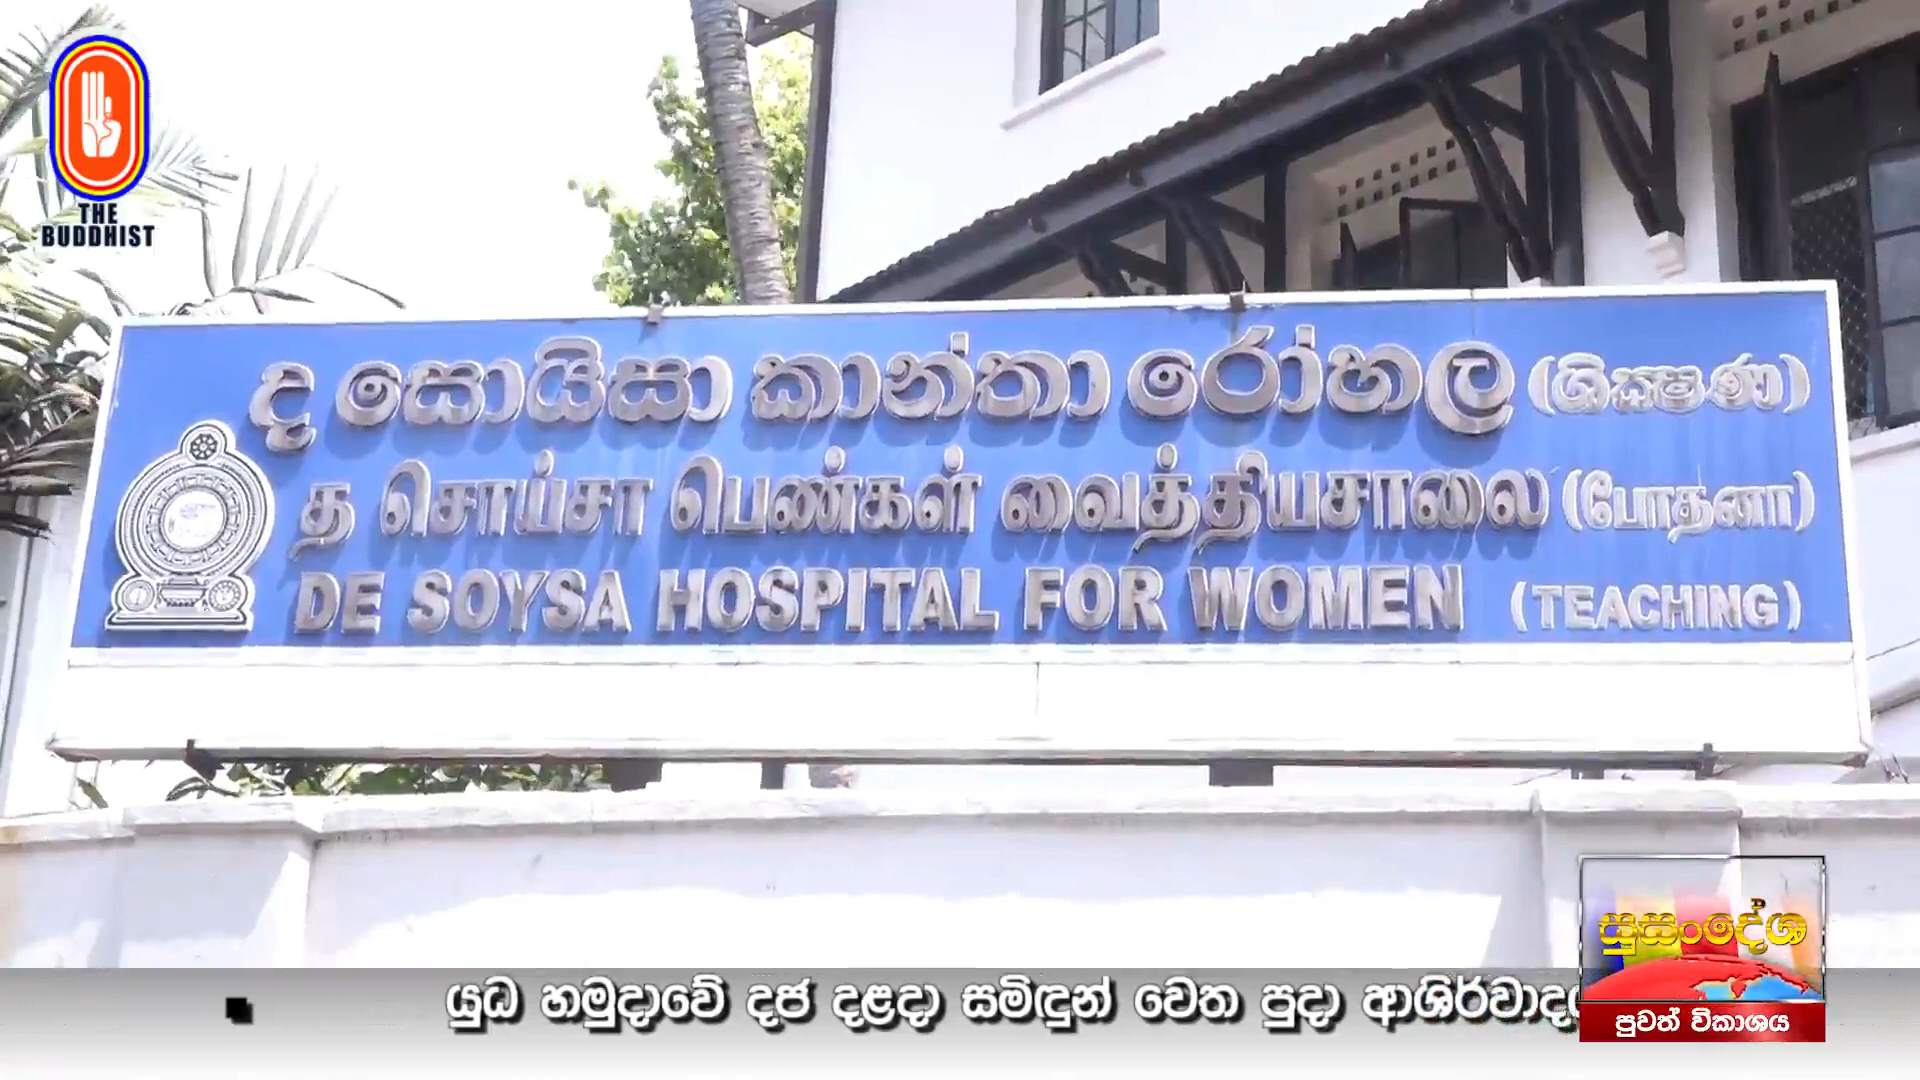 THE
BUDDHIST
ද සොයිසා කාන්තා රෝහල (ශික්ෂණ)
த சொய்சா பெண்கள் வைத்தியசாலை (போதனா)
DE SOYSA HOSPITAL FOR WOMEN (TEACHING)
සුසංදේශ
යුධ හමුදාවේ දජ දළදා සමිඳුන් වෙත පුදා
පුවත් විකාශය